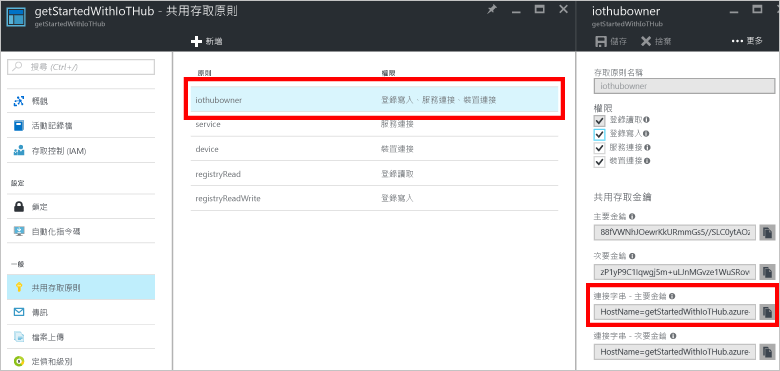 getStartedWithIoTHub - 共用存取原則
getStartedWithIoTHub
新增
搜尋 (Ctrl+/)
概觀
活動記錄檔
存取控制 (IAM)
設定
鎖定
自動化指令碼
一般
共用存取原則
傳訊
檔案上傳
定價和級別
原則 權限
iothubowner 登錄寫入、服務連接、裝置連接
service 服務連接
device 裝置連接
registryRead 登錄讀取
registryReadWrite 登錄寫入
iothubowner
getStartedWithIoTHub
儲存 捨棄 更多
存取原則名稱
iothubowner
權限
登錄讀取
登錄寫入
服務連接
裝置連接
共用存取金鑰
主要金鑰
次要金鑰
連接字串 - 主要金鑰
HostName=getStartedWithIoTHub.azure-
連接字串 - 次要金鑰
HostName=getStartedWithIoTHub.azure-